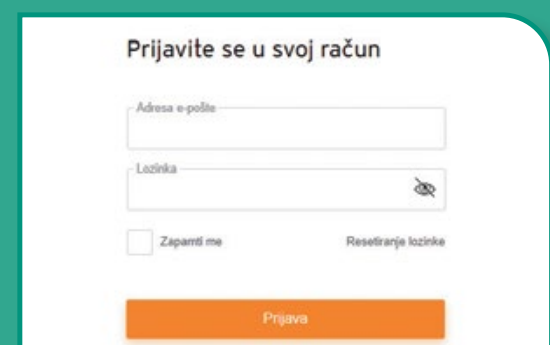 Prijavite se u svoj račun
Adresa e-pošte
Lozinka
Zapamti me Resetiranje lozinke
Prijava